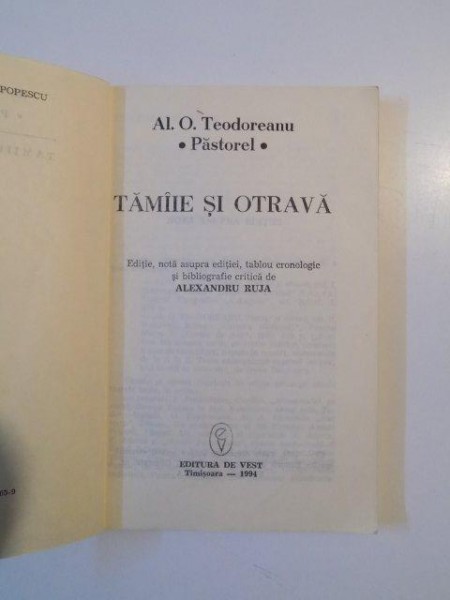 POPESCU
Al. O. Teodoreanu
• Păstorel •
TĂMÎIE ȘI OTRAVĂ
Ediție, notă asupra ediției, tablou cronologic
și bibliografie critică de
ALEXANDRU RUJA
EDITURA DE VEST
Timișoara — 1994